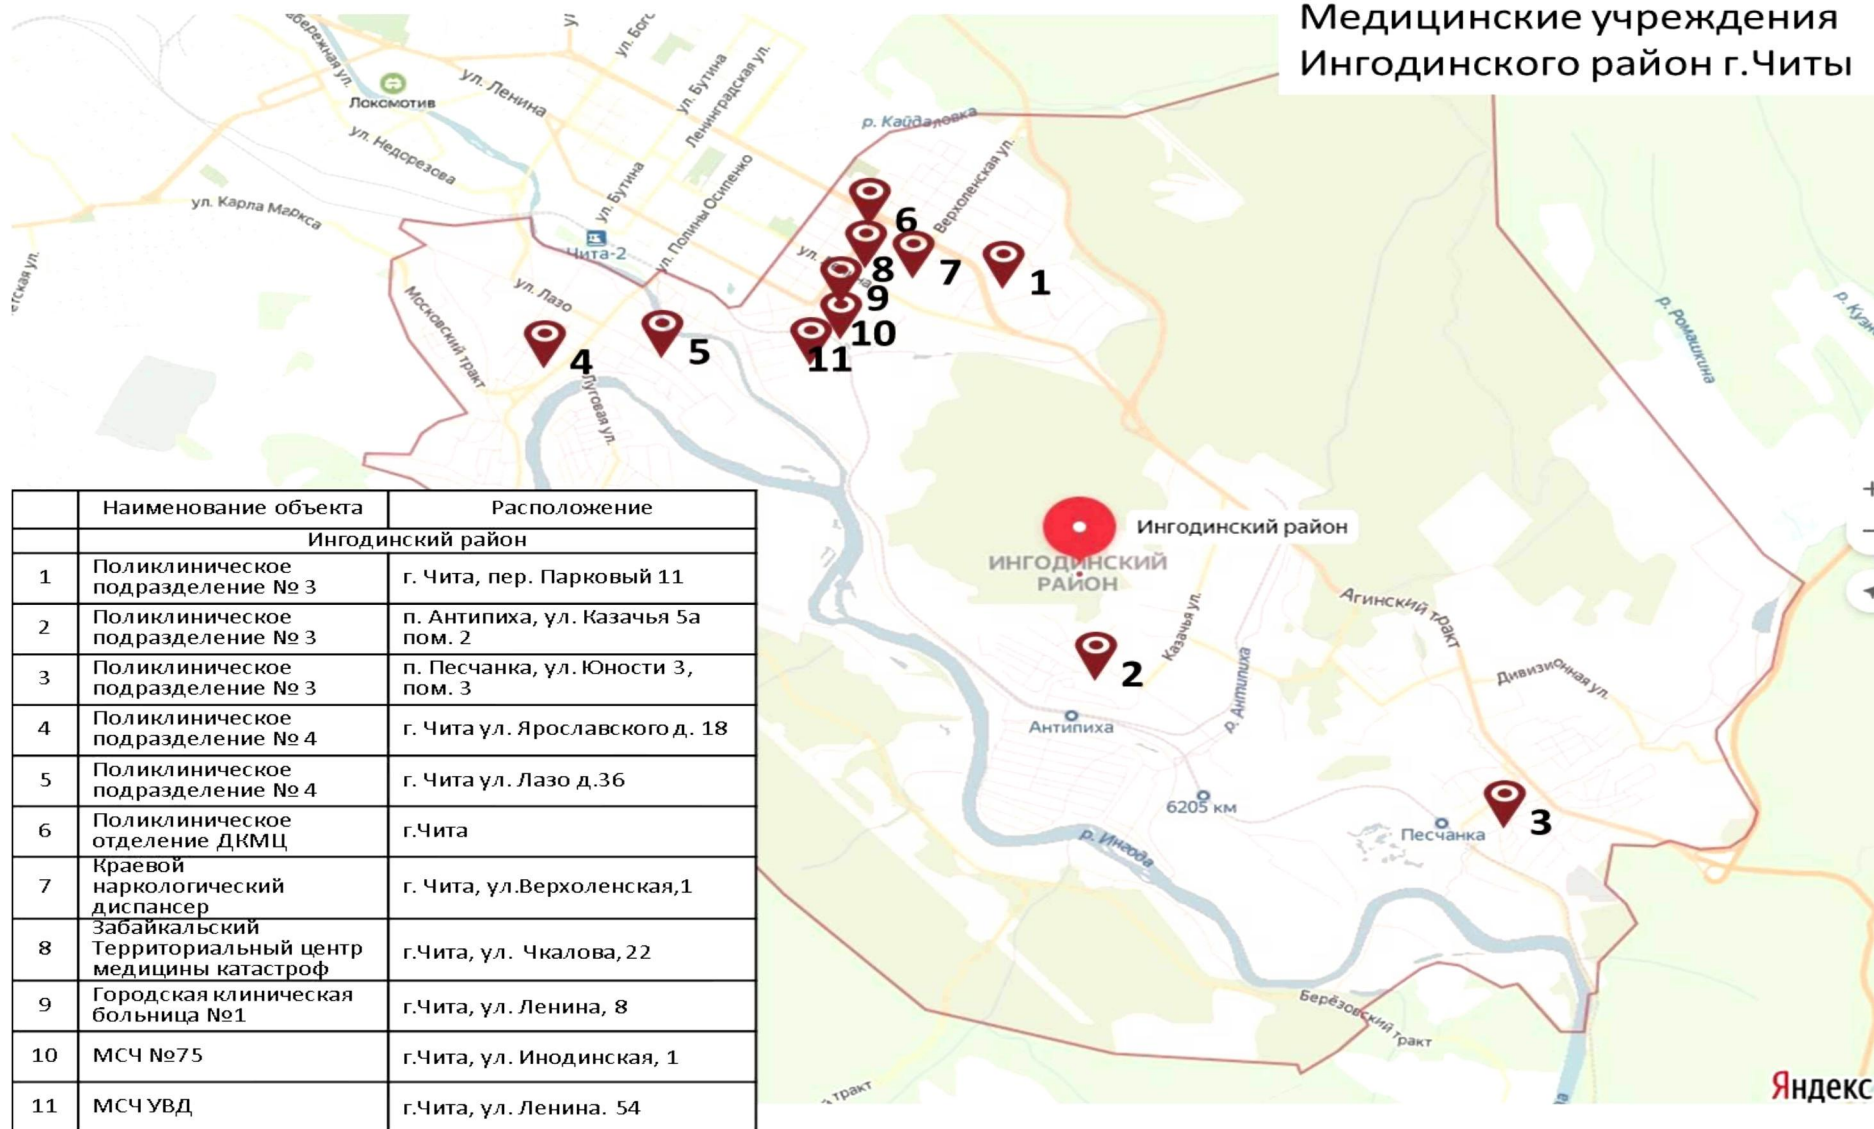 Медицинские учреждения
Ингодинского район г.Читы
ул. Богс
ул. Бутина
Ленинградская ул.
ул. Ленина
Локомотив
ул. Недорезова
ул. Карла Маркса
р. Кайдаловка
Верхоленская ул.
ул. Бутина
ул. Полины Осипенко
Чита-2
ул. Лазо
Московский тракт
Луговая ул.
6
8
7
1
9
10
11
4
5
р. Ромашкина
Ингодинский район
ИНГОДИНСКИЙ
РАЙОН
Казачья ул.
Агинский тракт
Дивизионная ул.
2
Антипиха
р. Антипиха
6205 км
Песчанка
3
р. Ингода
Берёзовский тракт
тракт
Яндекс
Наименование объекта Расположение
Ингодинский район
1 Поликлиническое подразделение № 3 г. Чита, пер. Парковый 11
2 Поликлиническое подразделение № 3 п. Антипиха, ул. Казачья 5а пом. 2
3 Поликлиническое подразделение № 3 п. Песчанка, ул. Юности 3, пом. 3
4 Поликлиническое подразделение № 4 г. Чита ул. Ярославского д. 18
5 Поликлиническое подразделение № 4 г. Чита ул. Лазо д.36
6 Поликлиническое отделение ДКМЦ г.Чита
7 Краевой наркологический диспансер г. Чита, ул.Верхоленская,1
8 Забайкальский Территориальный центр медицины катастроф г.Чита, ул. Чкалова, 22
9 Городская клиническая больница №1 г.Чита, ул. Ленина, 8
10 МСЧ №75 г.Чита, ул. Инодинская, 1
11 МСЧ УВД г.Чита, ул. Ленина. 54